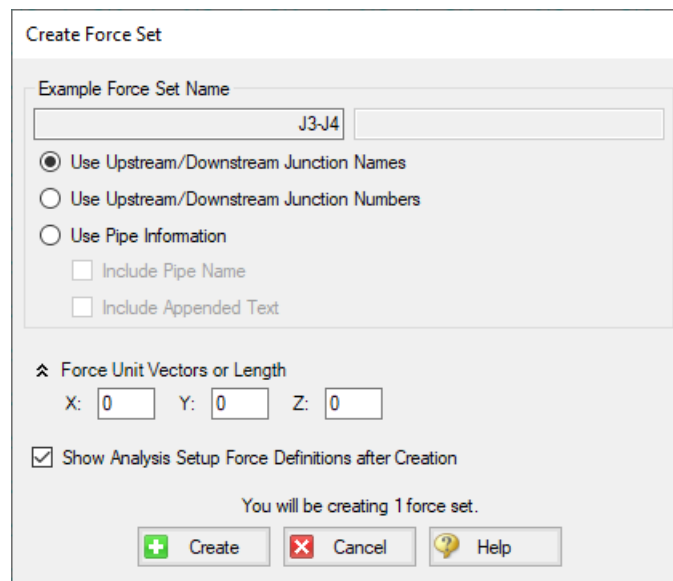 Create Force Set
Example Force Set Name
J3-J4
Use Upstream/Downstream Junction Names
Use Upstream/Downstream Junction Numbers
Use Pipe Information
Include Pipe Name
Include Appended Text
Force Unit Vectors or Length
X: 0 Y: 0 Z: 0
Show Analysis Setup Force Definitions after Creation
You will be creating 1 force set.
Create Cancel Help